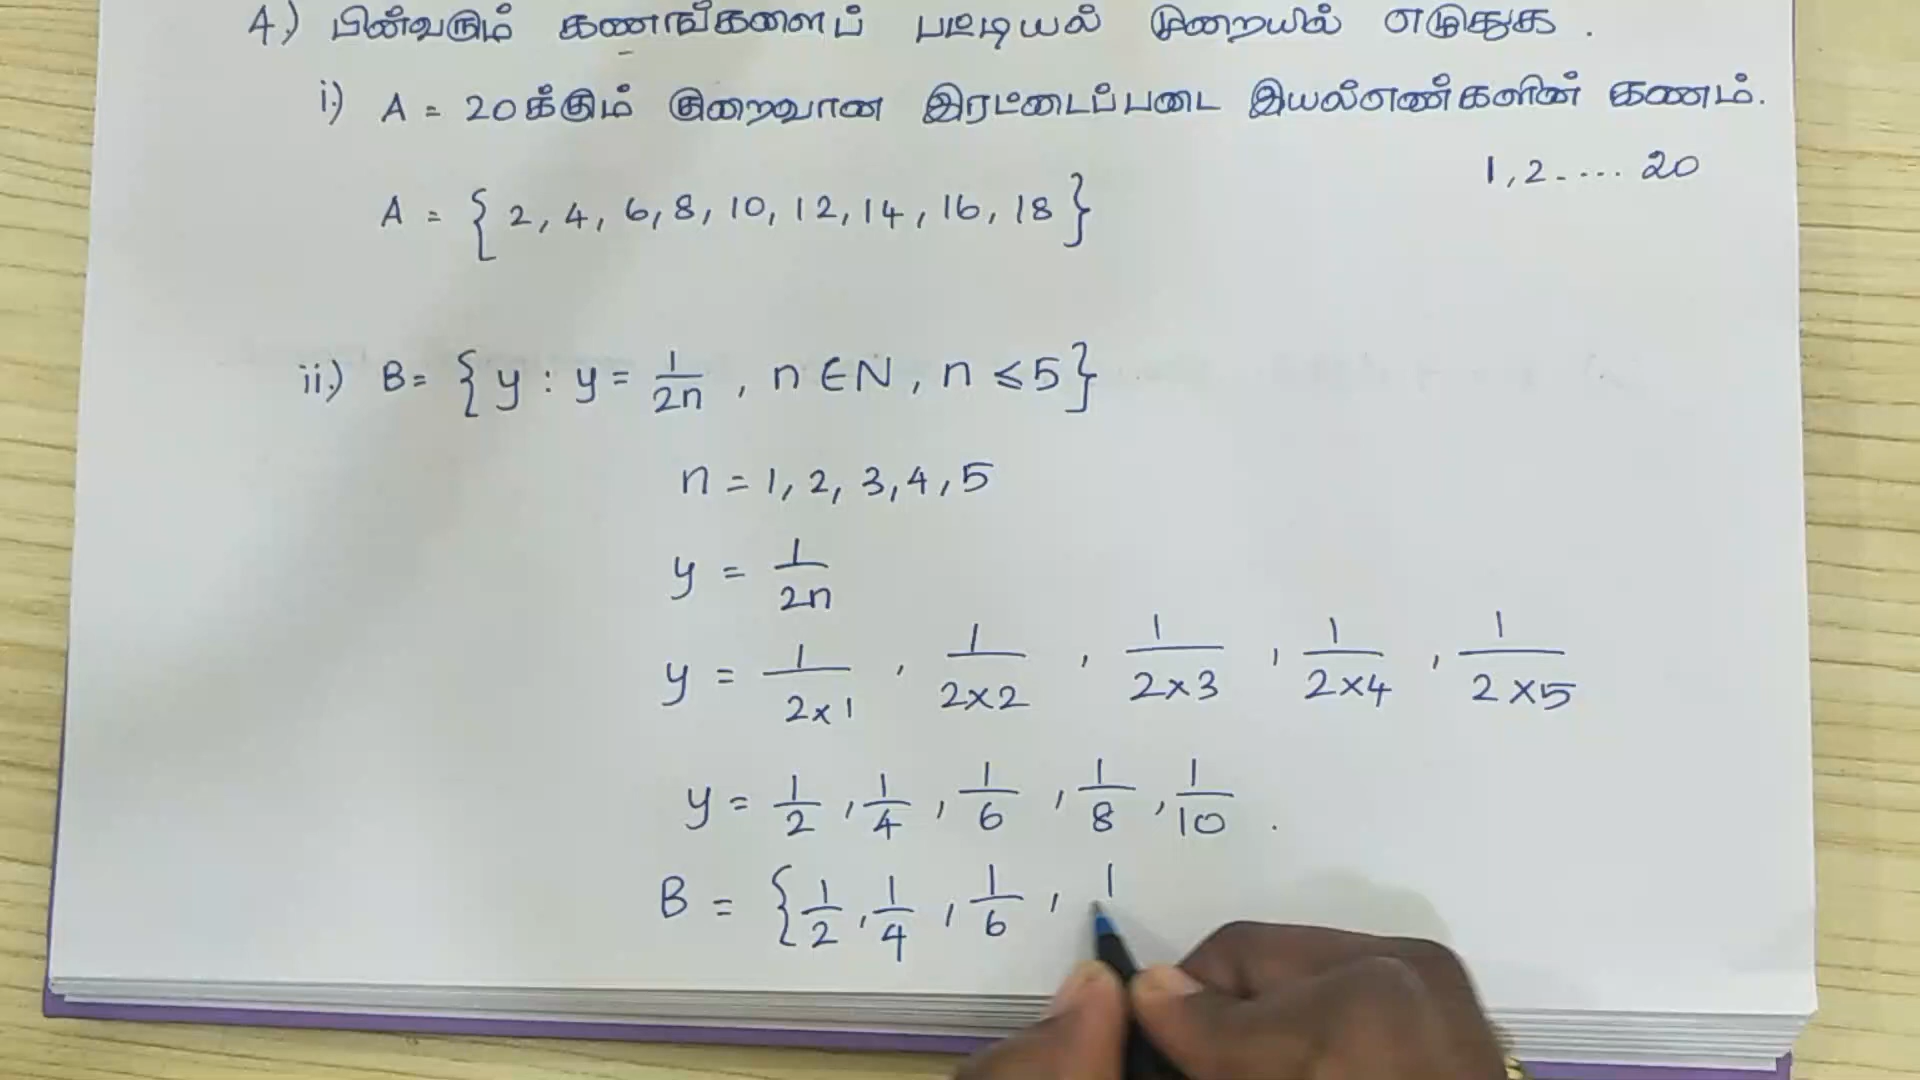 4.) பின்வரும் கணங்களைப் பட்டியல் முறையில் எழுதுக .
i.) A = 20க்கும் குறைவான இரட்டைப்படை இயல்எண்களின் கணம்.
1,2.... 20
A = { 2, 4, 6, 8, 10, 12, 14, 16, 18 }
ii.) B = { y : y = 1/2n , n ∈ N , n ≤ 5 }
n = 1, 2, 3, 4, 5
y = 1/2n
y = 1/2×1 , 1/2×2 , 1/2×3 , 1/2×4 , 1/2×5
y = 1/2 , 1/4 , 1/6 , 1/8 , 1/10 .
B = { 1/2 , 1/4 , 1/6 , 1